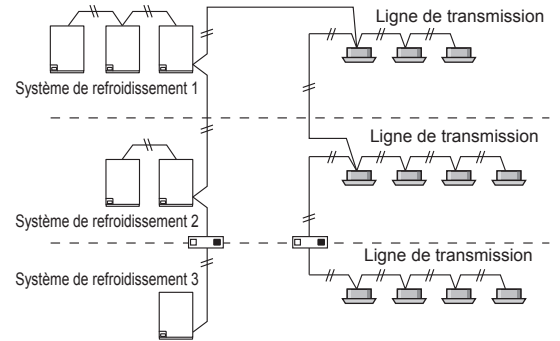 Ligne de transmission
Système de refroidissement 1
Ligne de transmission
Système de refroidissement 2
Ligne de transmission
Système de refroidissement 3